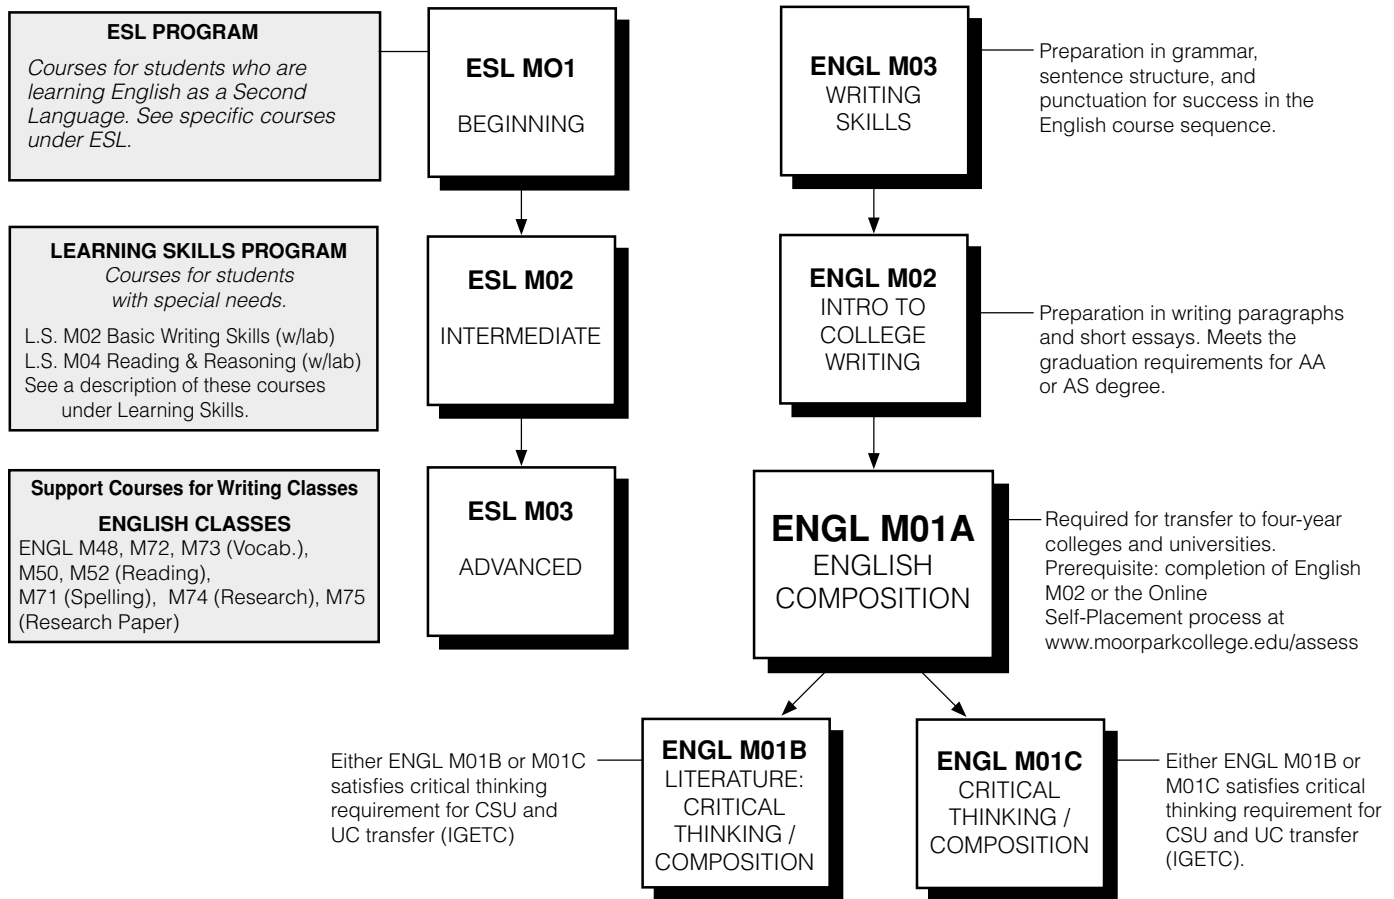 ESL PROGRAM
Courses for students who are
learning English as a Second
Language. See specific courses
under ESL.
ESL MO1
BEGINNING
ENGL M03
WRITING
SKILLS
Preparation in grammar,
sentence structure, and
punctuation for success in the
English course sequence.
LEARNING SKILLS PROGRAM
Courses for students
with special needs.
L.S. M02 Basic Writing Skills (w/lab)
L.S. M04 Reading & Reasoning (w/lab)
See a description of these courses
under Learning Skills.
ESL M02
INTERMEDIATE
ENGL M02
INTRO TO
COLLEGE
WRITING
Preparation in writing paragraphs
and short essays. Meets the
graduation requirements for AA
or AS degree.
Support Courses for Writing Classes
ENGLISH CLASSES
ENGL M48, M72, M73 (Vocab.),
M50, M52 (Reading),
M71 (Spelling), M74 (Research), M75
(Research Paper)
ESL M03
ADVANCED
ENGL M01A
ENGLISH
COMPOSITION
Required for transfer to four-year
colleges and universities.
Prerequisite: completion of English
M02 or the Online
Self-Placement process at
www.moorparkcollege.edu/assess
Either ENGL M01B or M01C
satisfies critical thinking
requirement for CSU and
UC transfer (IGETC)
ENGL M01B
LITERATURE:
CRITICAL
THINKING /
COMPOSITION
ENGL M01C
CRITICAL
THINKING /
COMPOSITION
Either ENGL M01B or
M01C satisfies critical
thinking requirement for
CSU and UC transfer
(IGETC).